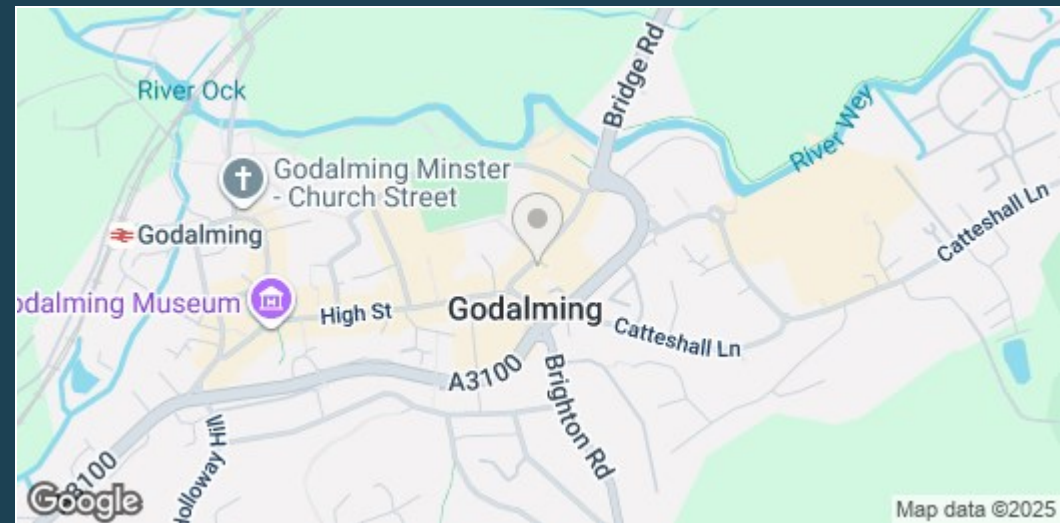 Bridge Rd
River Ock
River Wey
Godalming Minster
- Church Street
Catteshall Ln
Godalming
odalming Museum
High St
Godalming
Catteshall Ln
A3100
Brighton Rd
Holloway Hill
A3100
Google
Map data ©2025